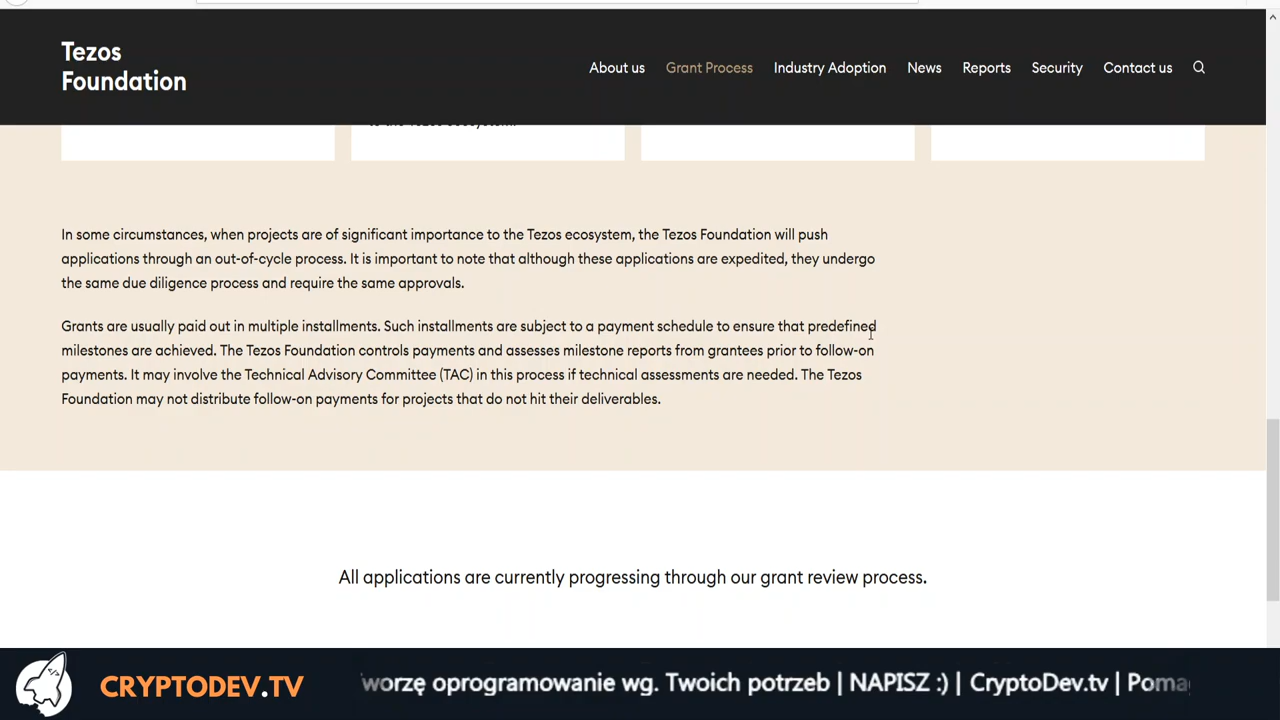 Tezos
Foundation
About us Grant Process Industry Adoption News Reports Security Contact us
In some circumstances, when projects are of significant importance to the Tezos ecosystem, the Tezos Foundation will push
applications through an out-of-cycle process. It is important to note that although these applications are expedited, they undergo
the same due diligence process and require the same approvals.
Grants are usually paid out in multiple installments. Such installments are subject to a payment schedule to ensure that predefined
milestones are achieved. The Tezos Foundation controls payments and assesses milestone reports from grantees prior to follow-on
payments. It may involve the Technical Advisory Committee (TAC) in this process if technical assessments are needed. The Tezos
Foundation may not distribute follow-on payments for projects that do not hit their deliverables.
All applications are currently progressing through our grant review process.
CRYPTODEV.TV
worzę oprogramowanie wg. Twoich potrzeb | NAPISZ :) | CryptoDev.tv | Poma